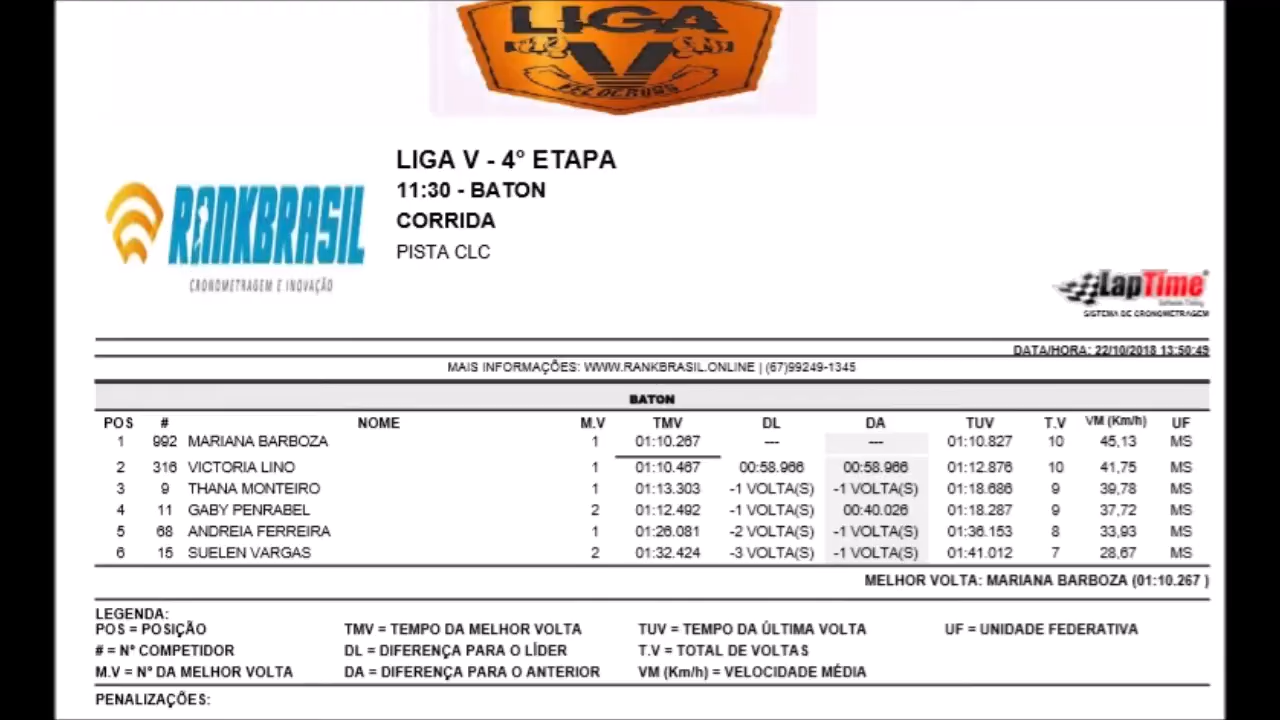 LIGA
V
VELOCROSS
LIGA V - 4° ETAPA
11:30 - BATON
CORRIDA
PISTA CLC
RANKBRASIL
CRONOMETRAGEM E INOVAÇÃO
LapTime
SISTEMA DE CRONOMETRAGEM
DATA/HORA: 22/10/2018 13:50:49
MAIS INFORMAÇÕES: WWW.RANKBRASIL.ONLINE | (67)99249-1345
BATON
POS # NOME M.V TMV DL DA TUV T.V VM (Km/h) UF
1 992 MARIANA BARBOZA 1 01:10.267 --- --- 01:10.827 10 45,13 MS
2 316 VICTORIA LINO 1 01:10.467 00:58.966 00:58.966 01:12.876 10 41,75 MS
3 9 THANA MONTEIRO 1 01:13.303 -1 VOLTA(S) -1 VOLTA(S) 01:18.686 9 39,78 MS
4 11 GABY PENRABEL 2 01:12.492 -1 VOLTA(S) 00:40.026 01:18.287 9 37,72 MS
5 68 ANDREIA FERREIRA 1 01:26.081 -2 VOLTA(S) -1 VOLTA(S) 01:36.153 8 33,93 MS
6 15 SUELEN VARGAS 2 01:32.424 -3 VOLTA(S) -1 VOLTA(S) 01:41.012 7 28,67 MS
MELHOR VOLTA: MARIANA BARBOZA (01:10.267 )
LEGENDA:
POS = POSIÇÃO TMV = TEMPO DA MELHOR VOLTA TUV = TEMPO DA ÚLTIMA VOLTA UF = UNIDADE FEDERATIVA
# = Nº COMPETIDOR DL = DIFERENÇA PARA O LÍDER T.V = TOTAL DE VOLTAS
M.V = Nº DA MELHOR VOLTA DA = DIFERENÇA PARA O ANTERIOR VM (Km/h) = VELOCIDADE MÉDIA
PENALIZAÇÕES: